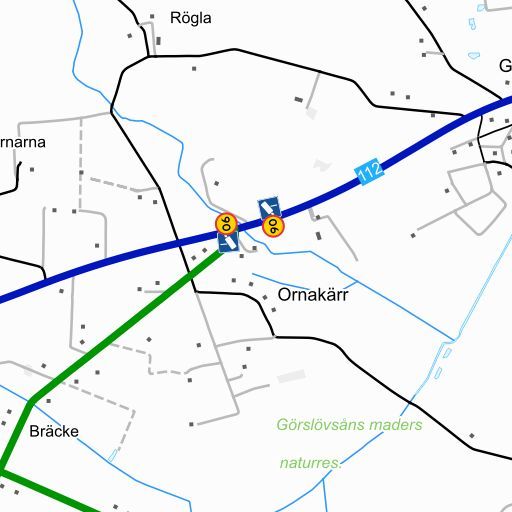 Rögla
G
rnarna
112
90
90
Ornakärr
Görslövsåns maders
Bräcke
naturres.